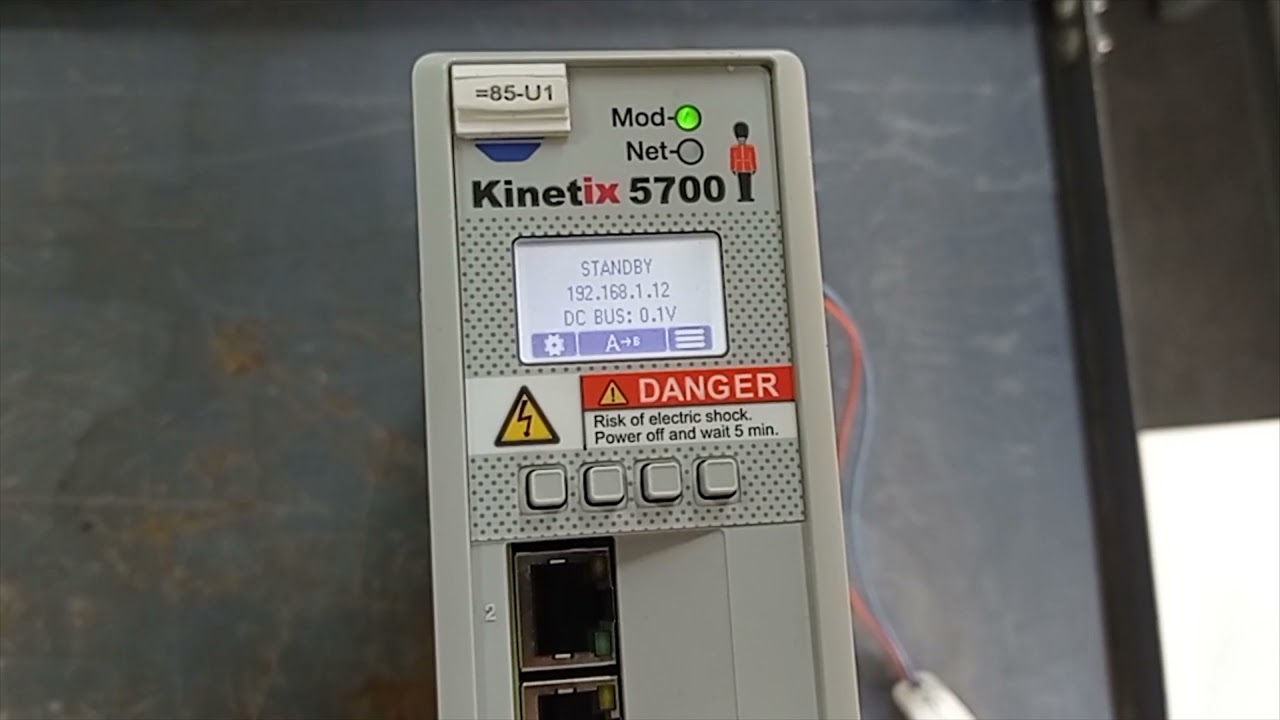 =85-U1
Mod
Net
Kinetix 5700
STANDBY
192.168.1.12
DC BUS: 0.1V
A→B
DANGER
Risk of electric shock.
Power off and wait 5 min.
2